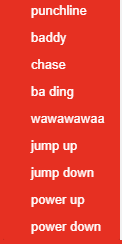 punchline
baddy
chase
ba ding
wawawawaa
jump up
jump down
power up
power down